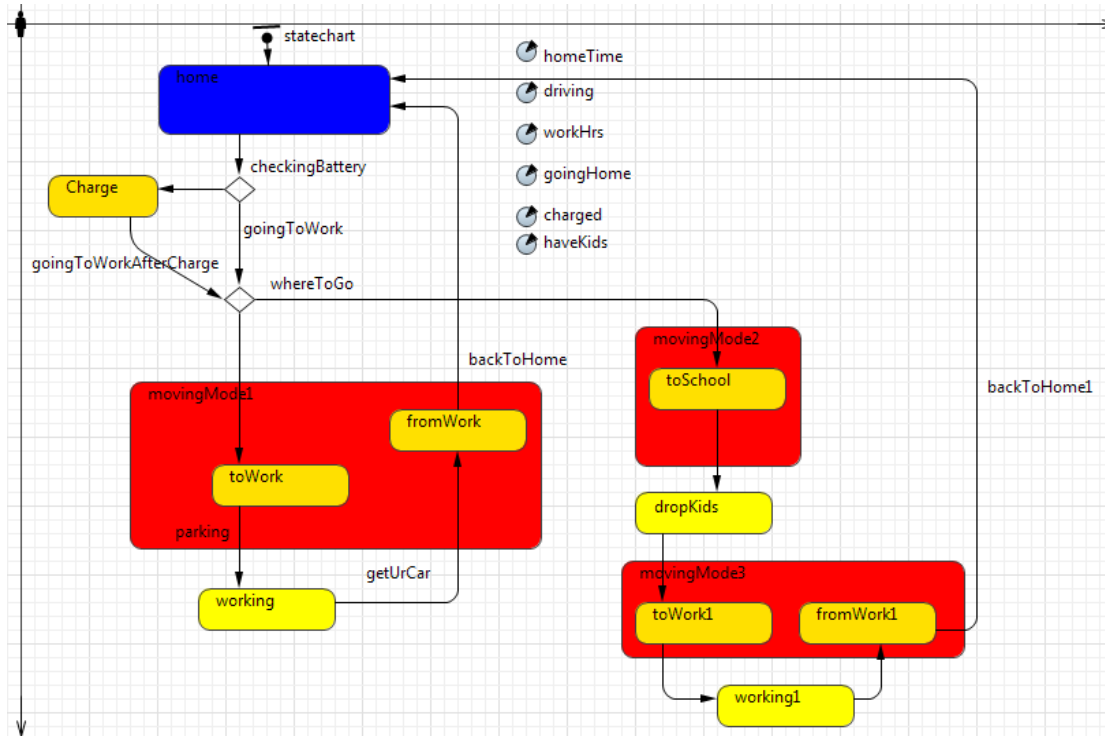 statechart
homeTime
home
driving
workHrs
checkingBattery
goingHome
Charge
charged
goingToWork
haveKids
goingToWorkAfterCharge
whereToGo
movingMode2
backToHome
toSchool
movingMode1
backToHome1
fromWork
toWork
dropKids
parking
getUrCar
movingMode3
working
toWork1
fromWork1
working1